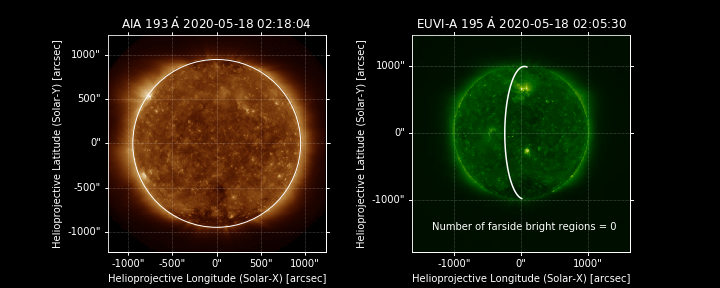 AIA 193 Å 2020-05-18 02:18:04
1000"
500"
0"
-500"
-1000"
-1000"
-500"
0"
500"
1000"
Helioprojective Latitude (Solar-Y) [arcsec]
Helioprojective Longitude (Solar-X) [arcsec]
EUVI-A 195 Å 2020-05-18 02:05:30
1000"
0"
-1000"
-1000"
0"
1000"
Helioprojective Latitude (Solar-Y) [arcsec]
Number of farside bright regions = 0
Helioprojective Longitude (Solar-X) [arcsec]